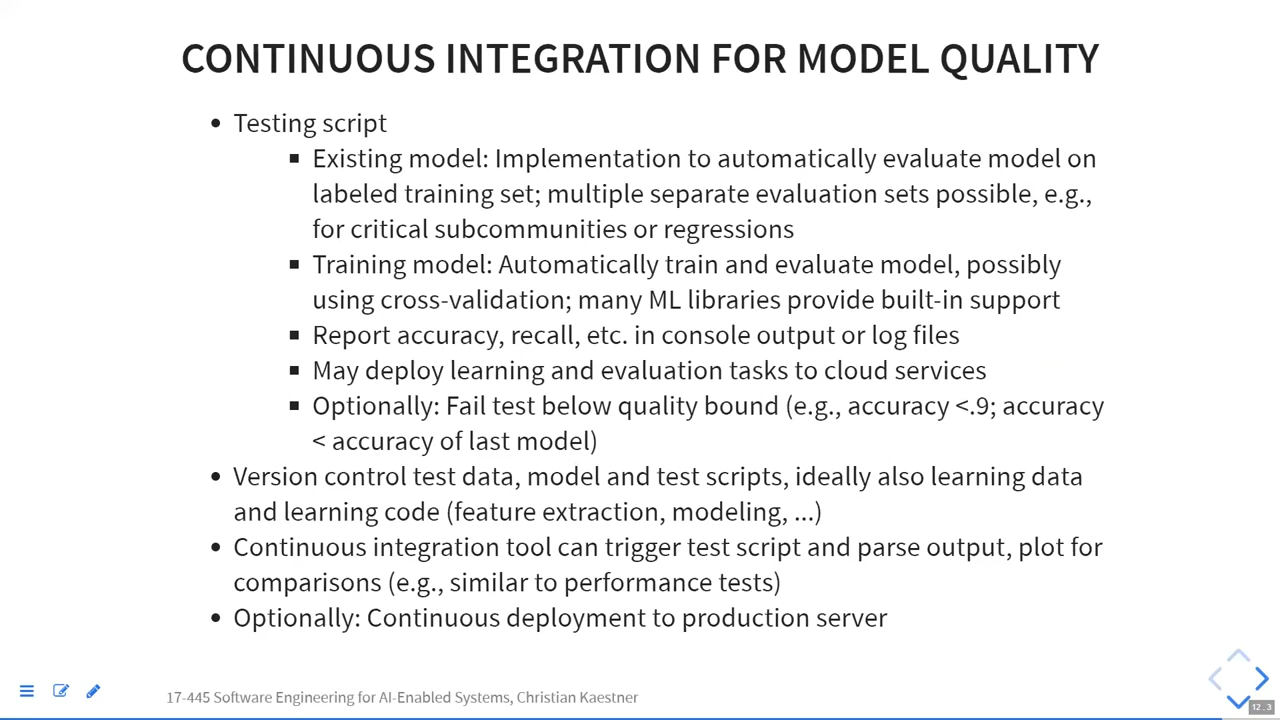 CONTINUOUS INTEGRATION FOR MODEL QUALITY
• Testing script
▪ Existing model: Implementation to automatically evaluate model on
labeled training set; multiple separate evaluation sets possible, e.g.,
for critical subcommunities or regressions
▪ Training model: Automatically train and evaluate model, possibly
using cross-validation; many ML libraries provide built-in support
▪ Report accuracy, recall, etc. in console output or log files
▪ May deploy learning and evaluation tasks to cloud services
▪ Optionally: Fail test below quality bound (e.g., accuracy <.9; accuracy
< accuracy of last model)
• Version control test data, model and test scripts, ideally also learning data
and learning code (feature extraction, modeling, ...)
• Continuous integration tool can trigger test script and parse output, plot for
comparisons (e.g., similar to performance tests)
• Optionally: Continuous deployment to production server
17-445 Software Engineering for AI-Enabled Systems, Christian Kaestner
12 . 3